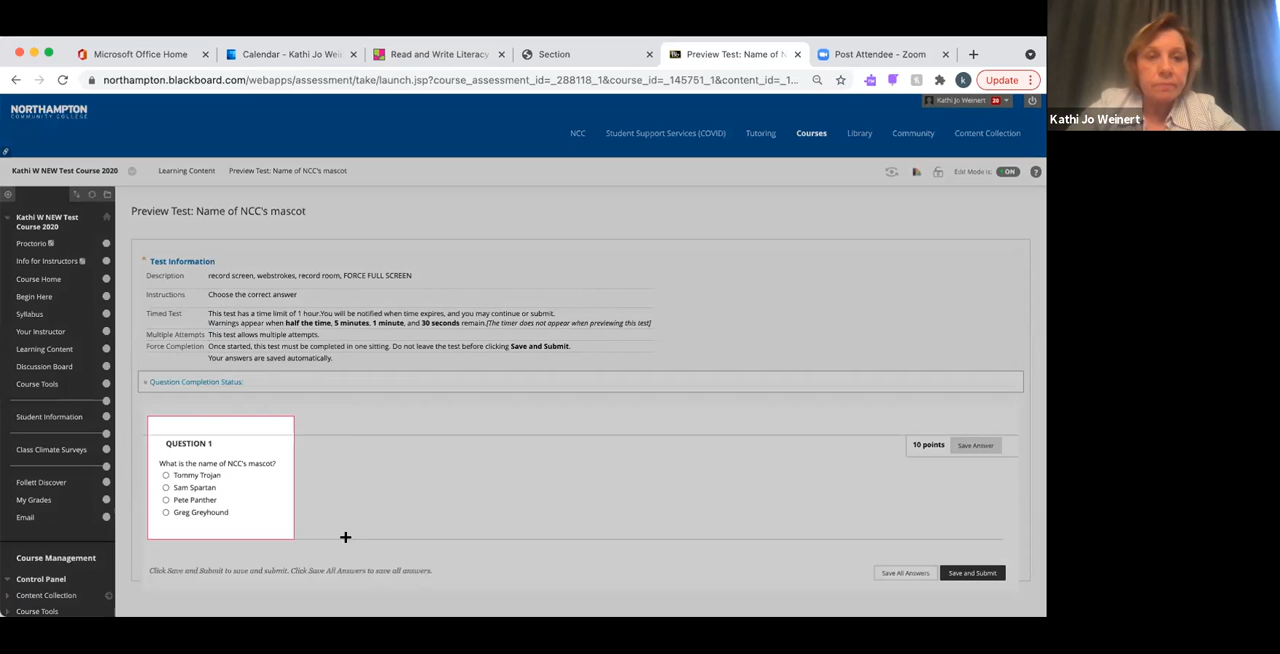 Microsoft Office Home
Calendar - Kathi Jo Wei
Read and Write Literacy
Section
Preview Test: Name of N
Post Attendee - Zoom
northampton.blackboard.com/webapps/assessment/take/launch.jsp?course_assessment_id=_288118_1&course_id=_145751_1&content_id=_1...
Update
NORTHAMPTON
COMMUNITY COLLEGE
Kathi Jo Weinert
NCC
Student Support Services (COVID)
Tutoring
Courses
Library
Community
Content Collection
Kathi W NEW Test Course 2020
Learning Content
Preview Test: Name of NCC's mascot
Edit Mode is:
ON
Kathi W NEW Test
Course 2020
Proctorio
Info for Instructors
Course Home
Begin Here
Syllabus
Your Instructor
Learning Content
Discussion Board
Course Tools
Student Information
Class Climate Surveys
Follett Discover
My Grades
Email
Course Management
Control Panel
Content Collection
Course Tools
Preview Test: Name of NCC's mascot
Test Information
Description record screen, webstrokes, record room, FORCE FULL SCREEN
Instructions Choose the correct answer
Timed Test This test has a time limit of 1 hour.You will be notified when time expires, and you may continue or submit.
Warnings appear when half the time, 5 minutes, 1 minute, and 30 seconds remain.[The timer does not appear when previewing this test]
Multiple Attempts This test allows multiple attempts.
Force Completion Once started, this test must be completed in one sitting. Do not leave the test before clicking Save and Submit.
Your answers are saved automatically.
Question Completion Status:
QUESTION 1
10 points
Save Answer
What is the name of NCC's mascot?
Tommy Trojan
Sam Spartan
Pete Panther
Greg Greyhound
Click Save and Submit to save and submit. Click Save All Answers to save all answers.
Save All Answers
Save and Submit
Kathi Jo Weinert